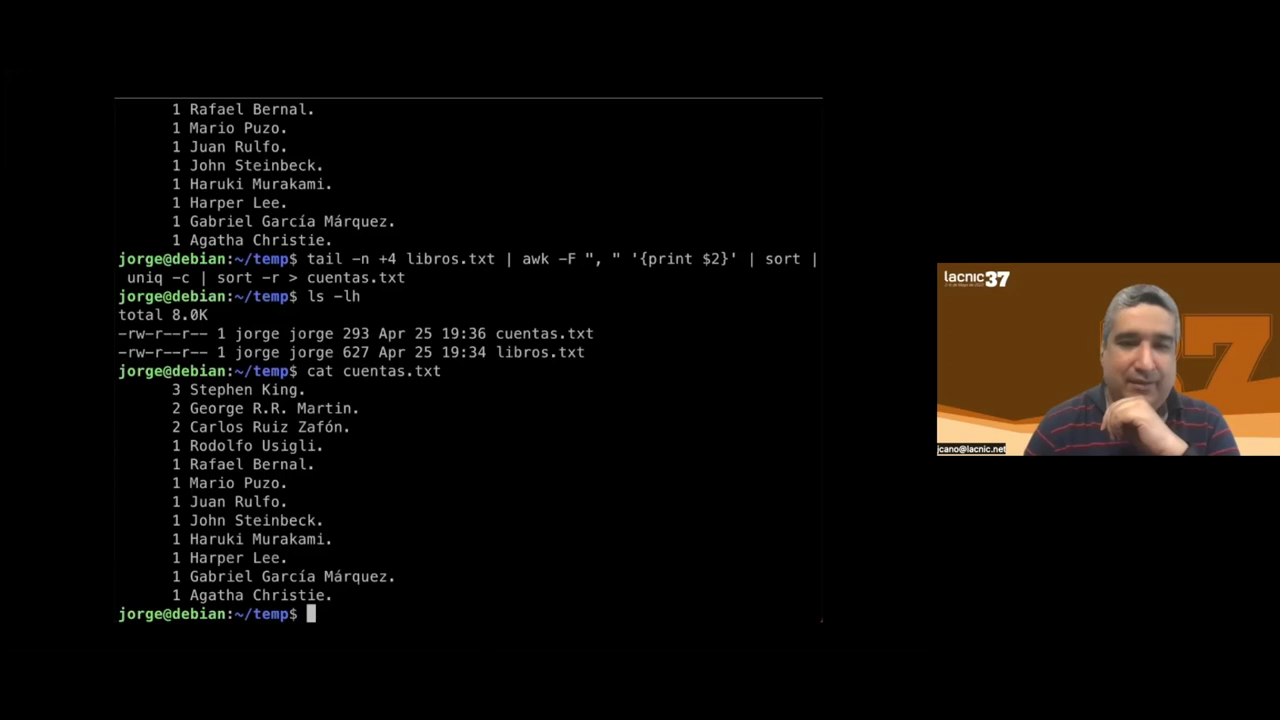 1 Rafael Bernal.
1 Mario Puzo.
1 Juan Rulfo.
1 John Steinbeck.
1 Haruki Murakami.
1 Harper Lee.
1 Gabriel García Márquez.
1 Agatha Christie.
jorge@debian:~/temp$ tail -n +4 libros.txt | awk -F ", " '{print $2}' | sort |
uniq -c | sort -r > cuentas.txt
jorge@debian:~/temp$ ls -lh
total 8.0K
-rw-r--r-- 1 jorge jorge 293 Apr 25 19:36 cuentas.txt
-rw-r--r-- 1 jorge jorge 627 Apr 25 19:34 libros.txt
jorge@debian:~/temp$ cat cuentas.txt
3 Stephen King.
2 George R.R. Martin.
2 Carlos Ruiz Zafón.
1 Rodolfo Usigli.
1 Rafael Bernal.
1 Mario Puzo.
1 Juan Rulfo.
1 John Steinbeck.
1 Haruki Murakami.
1 Harper Lee.
1 Gabriel García Márquez.
1 Agatha Christie.
jorge@debian:~/temp$
lacnic 37
37
jcano@lacnic.net